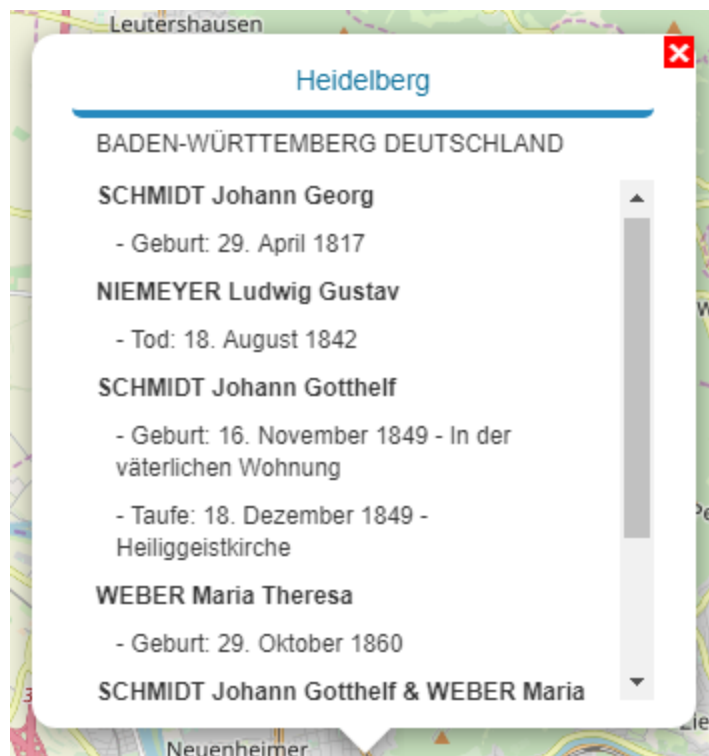 Leutershausen
Heidelberg
BADEN-WÜRTTEMBERG DEUTSCHLAND
SCHMIDT Johann Georg
- Geburt: 29. April 1817
NIEMEYER Ludwig Gustav
- Tod: 18. August 1842
SCHMIDT Johann Gotthelf
- Geburt: 16. November 1849 - In der
väterlichen Wohnung
- Taufe: 18. Dezember 1849 -
Heiliggeistkirche
WEBER Maria Theresa
- Geburt: 29. Oktober 1860
SCHMIDT Johann Gotthelf & WEBER Maria
Neuenheimer